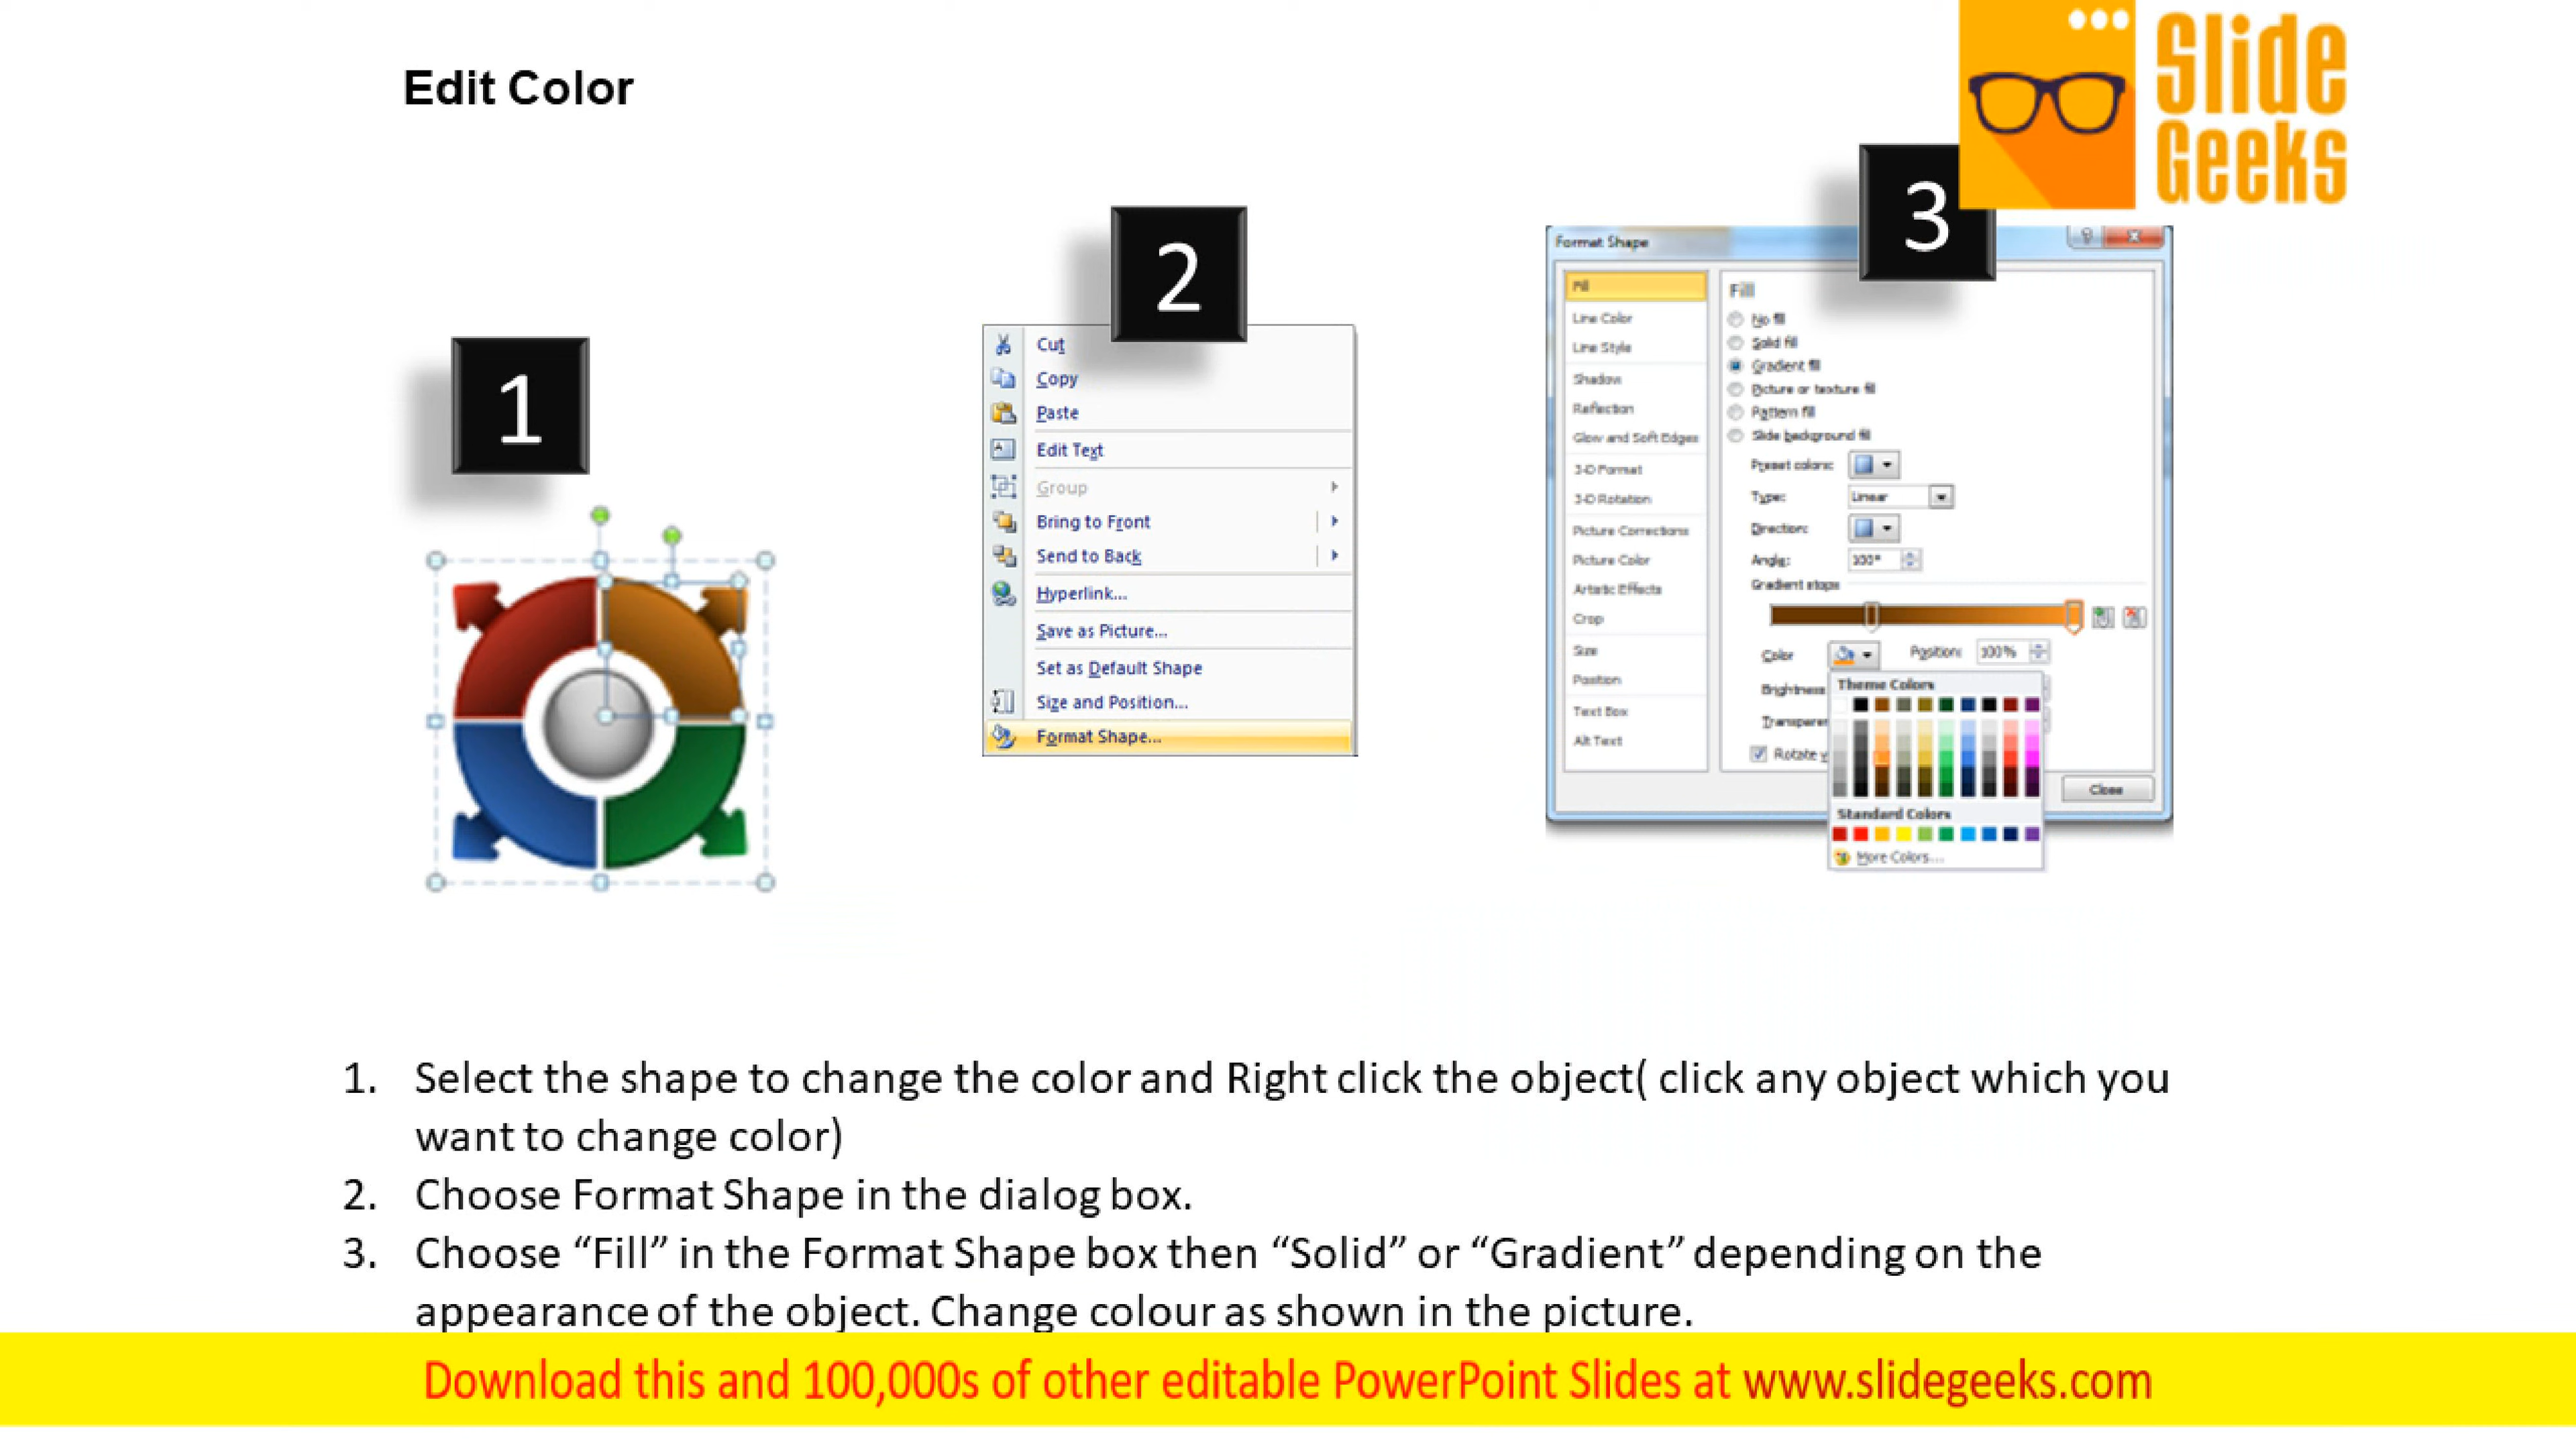 Edit Color
Slide
Geeks
1
2
3
Cut
Copy
Paste
Edit Text
Group
Bring to Front
Send to Back
Hyperlink...
Save as Picture...
Set as Default Shape
Size and Position...
Format Shape...
Format Shape
Fill
Line Color
Line Style
Shadow
Reflection
Glow and Soft Edges
3-D Format
3-D Rotation
Picture Corrections
Picture Color
Artistic Effects
Crop
Size
Position
Text Box
Alt Text
Fill
No fill
Solid fill
Gradient fill
Picture or texture fill
Pattern fill
Slide background fill
Preset colors:
Type: Linear
Direction:
Angle:
Gradient stops
Color Position: 100%
Brightness
Transparen
Rotate
Theme Colors
Standard Colors
More Colors...
Close
1. Select the shape to change the color and Right click the object( click any object which you
want to change color)
2. Choose Format Shape in the dialog box.
3. Choose “Fill” in the Format Shape box then “Solid” or “Gradient” depending on the
appearance of the object. Change colour as shown in the picture.
Download this and 100,000s of other editable PowerPoint Slides at www.slidegeeks.com